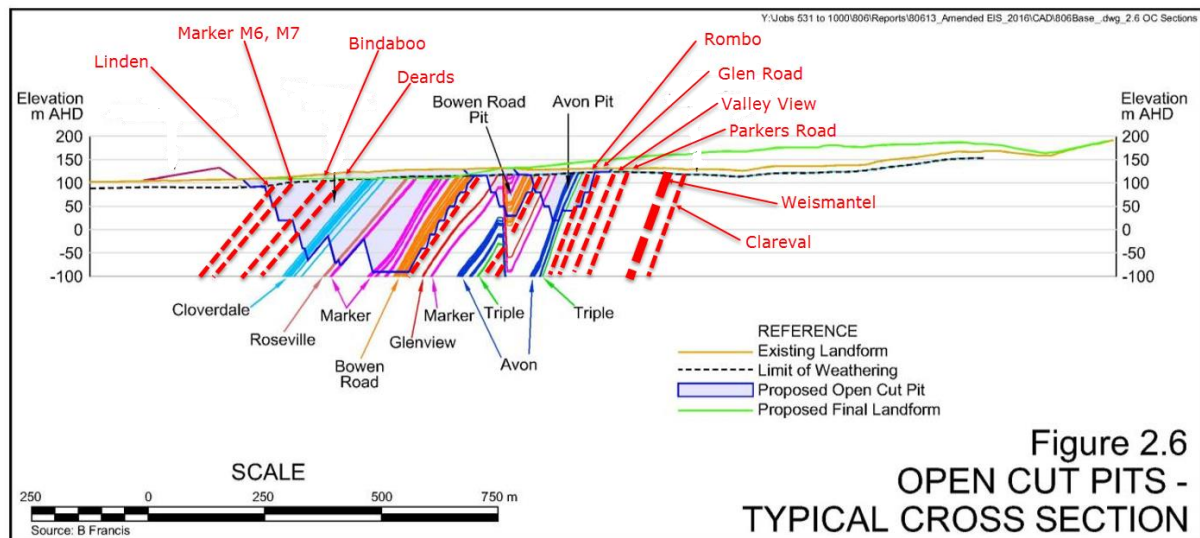 Y:\Jobs 531 to 1000\806\Reports\80613_Amended EIS_2016\CAD\806Base_.dwg_2.6 OC Sections
Marker M6, M7
Bindaboo
Rombo
Linden
Deards
Glen Road
Elevation
m AHD
Bowen Road
Pit
Avon Pit
Valley View
Elevation
m AHD
Parkers Road
200
150
100
50
0
-50
-100
200
150
100
50
0
-50
-100
Weismantel
Clareval
Cloverdale
Roseville
Marker
Bowen
Road
Glenview
Marker
Triple
Avon
Triple
REFERENCE
Existing Landform
Limit of Weathering
Proposed Open Cut Pit
Proposed Final Landform
SCALE
250 0 250 500 750 m
Source: B Francis
Figure 2.6
OPEN CUT PITS -
TYPICAL CROSS SECTION